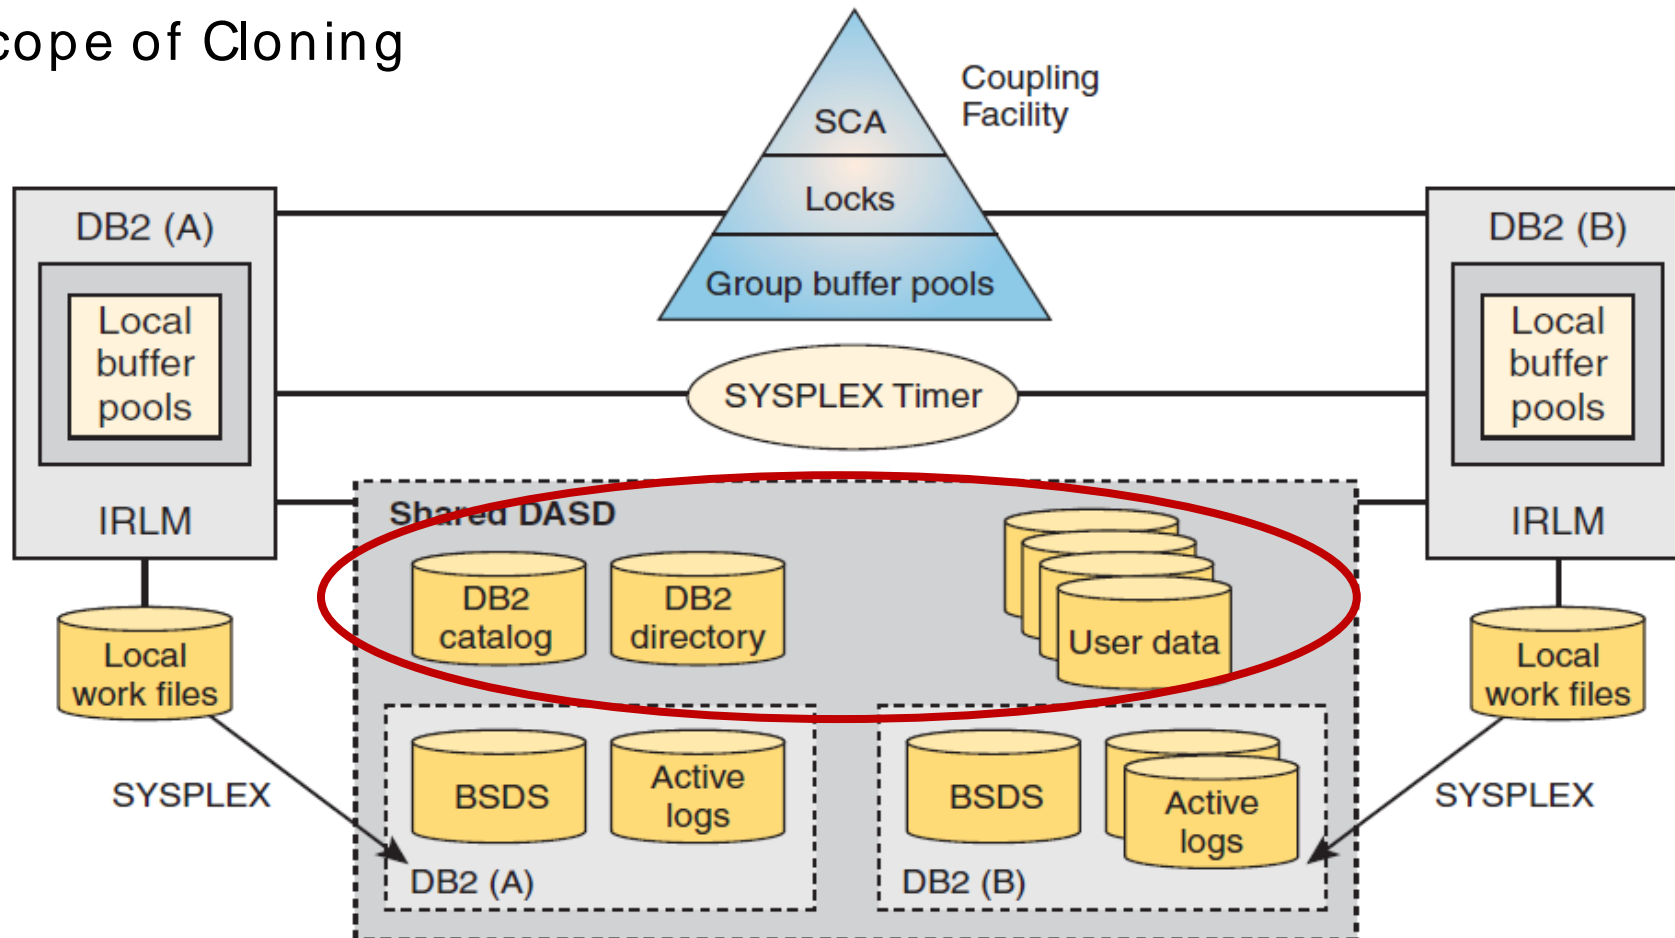 cope of Cloning
Coupling
Facility
SCA
Locks
Group buffer pools
DB2 (A)
Local
buffer
pools
IRLM
DB2 (B)
Local
buffer
pools
IRLM
SYSPLEX Timer
Shared DASD
DB2
catalog
DB2
directory
User data
Local
work files
Local
work files
SYSPLEX
SYSPLEX
BSDS
Active
logs
DB2 (A)
BSDS
Active
logs
DB2 (B)